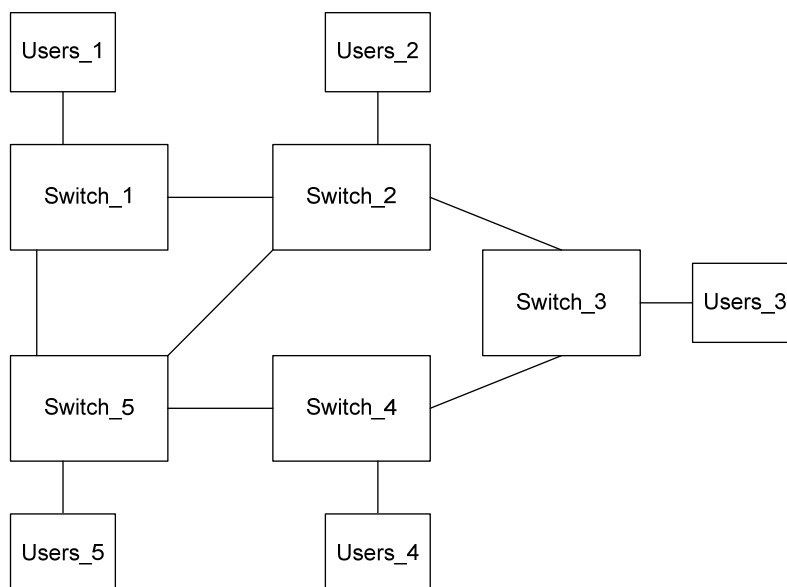 Users_1
Users_2
Switch_1
Switch_2
Switch_3
Users_3
Switch_5
Switch_4
Users_5
Users_4